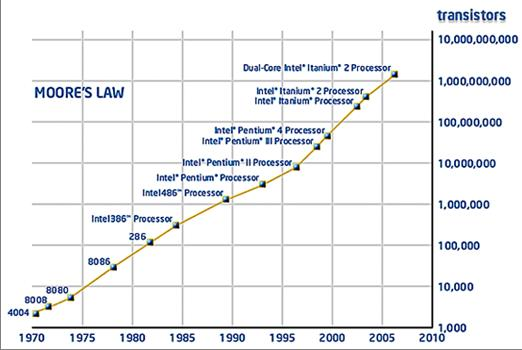 transistors
10,000,000,000
Dual-Core Intel® Itanium® 2 Processor
1,000,000,000
MOORE'S LAW
Intel® Itanium® 2 Processor
Intel® Itanium® Processor
100,000,000
Intel® Pentium® 4 Processor
Intel® Pentium® III Processor
10,000,000
Intel® Pentium® II Processor
Intel® Pentium® Processor
Intel486™ Processor
1,000,000
Intel386™ Processor
286
100,000
8086
10,000
8080
8008
4004
1,000
1970 1975 1980 1985 1990 1995 2000 2005 2010